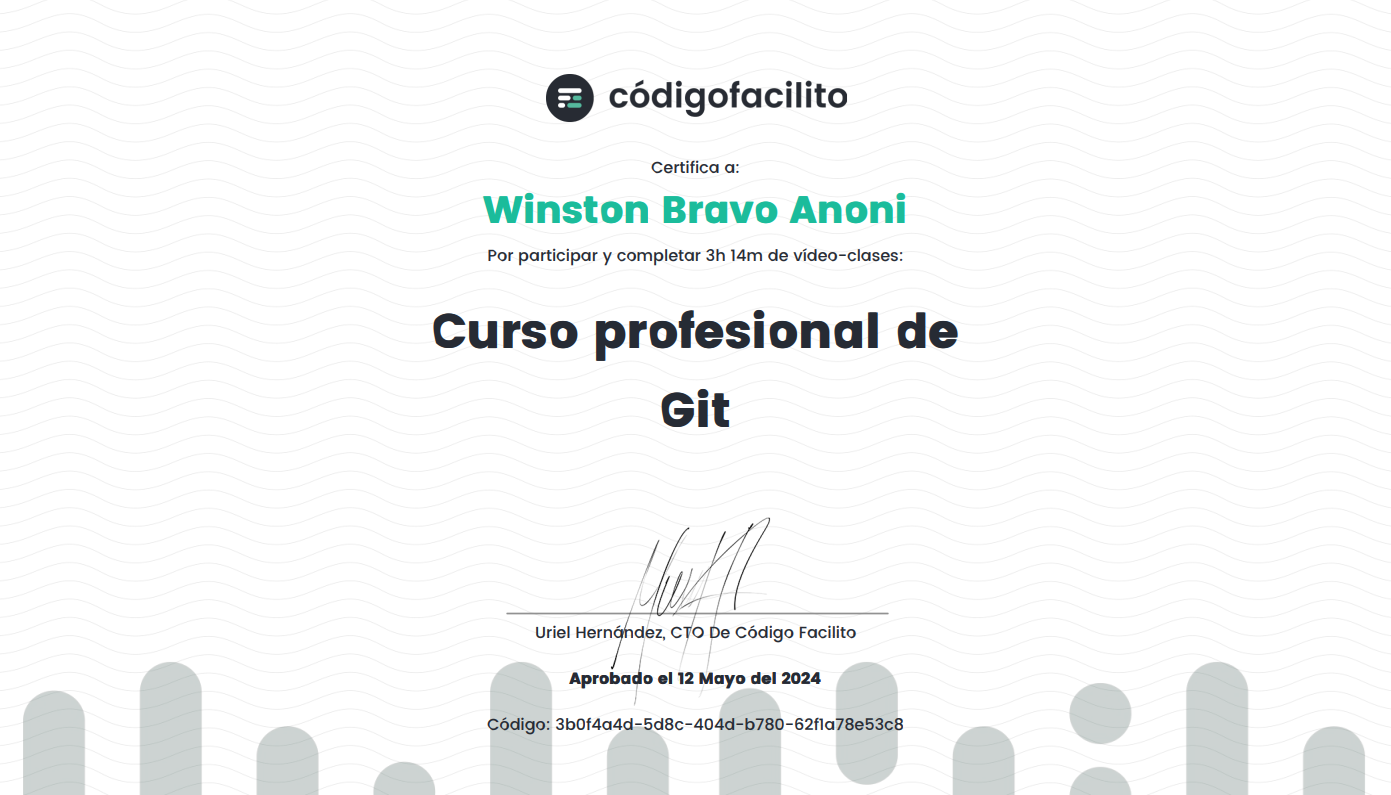 códigofacilito
Certifica a:
Winston Bravo Anoni
Por participar y completar 3h 14m de vídeo-clases:
Curso profesional de
Git
Uriel Hernández, CTO De Código Facilito
Aprobado el 12 Mayo del 2024
Código: 3b0f4a4d-5d8c-404d-b780-62f1a78e53c8